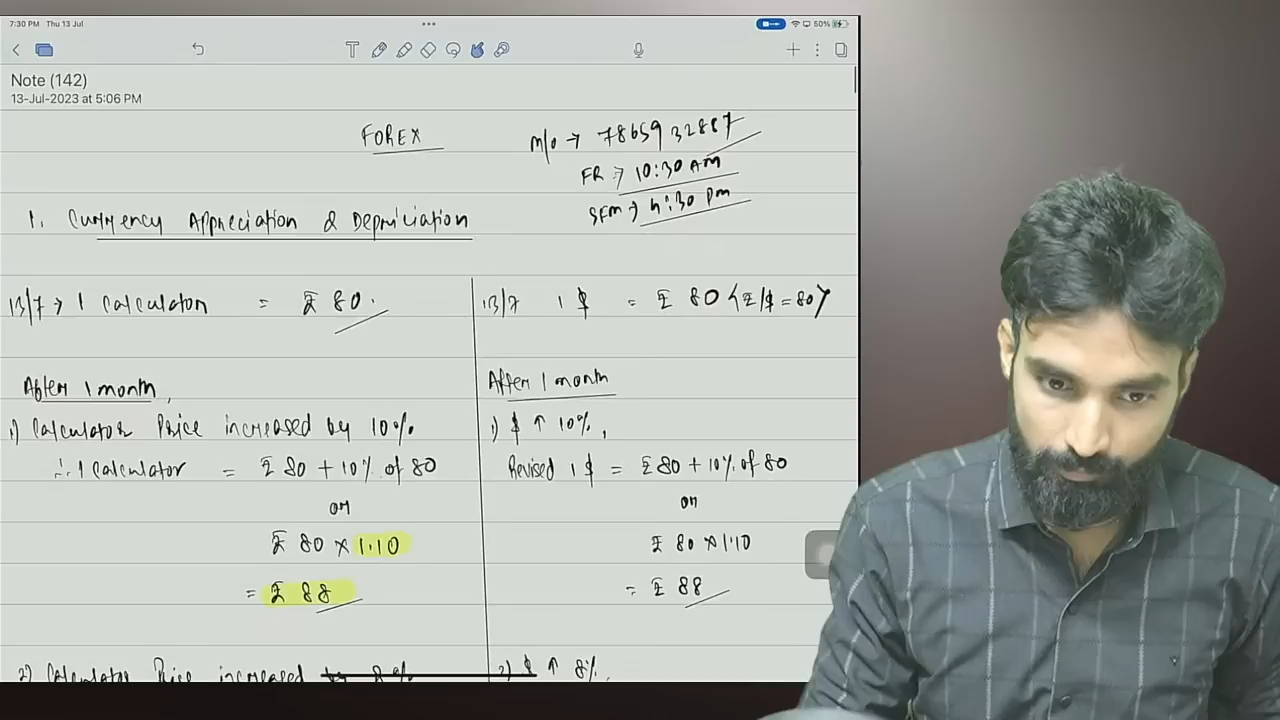 7:30 PM Thu 13 Jul
50%
Note (142)
13-Jul-2023 at 5:06 PM
FOREX
M/o → 7865932887
FR → 10:30 AM
SFM → 4:30 PM
1. Currency Appreciation & Depriciation
13/7 → 1 Calculator = ₹ 80.
After 1 month,
1) Calculator Price increased by 10%.
∴ 1 Calculator = ₹ 80 + 10% of 80
or
₹ 80 × 1.10
= ₹ 88
2) Calculator Price increased by 8%.
13/7 1 $ = ₹ 80 {₹/$ = 80}
After 1 month
1) $ ↑ 10%,
Revised 1 $ = ₹ 80 + 10% of 80
or
₹ 80 × 1.10
= ₹ 88
2) $ ↑ 8%,